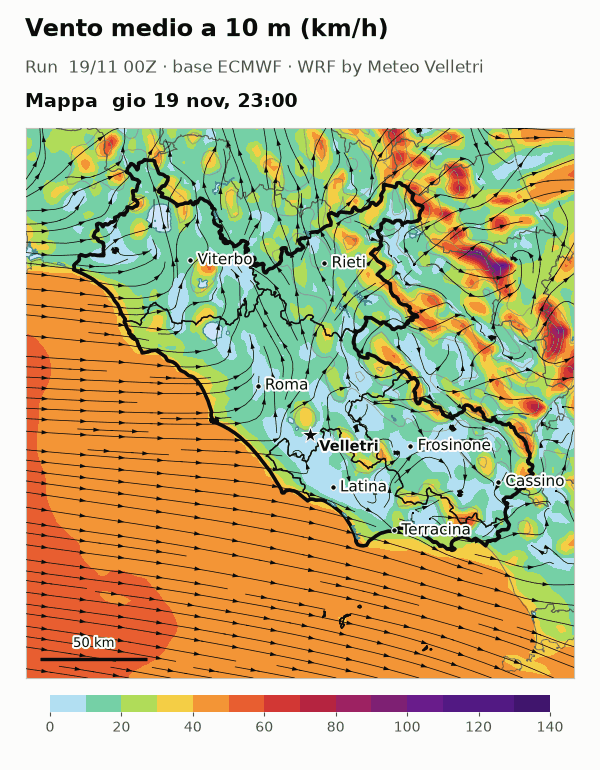 Vento medio a 10 m (km/h)
Run 19/11 00Z · base ECMWF · WRF by Meteo Velletri
Mappa gio 19 nov, 23:00
Viterbo
Rieti
Roma
Velletri
Frosinone
Cassino
Latina
Terracina
50 km
0 20 40 60 80 100 120 140